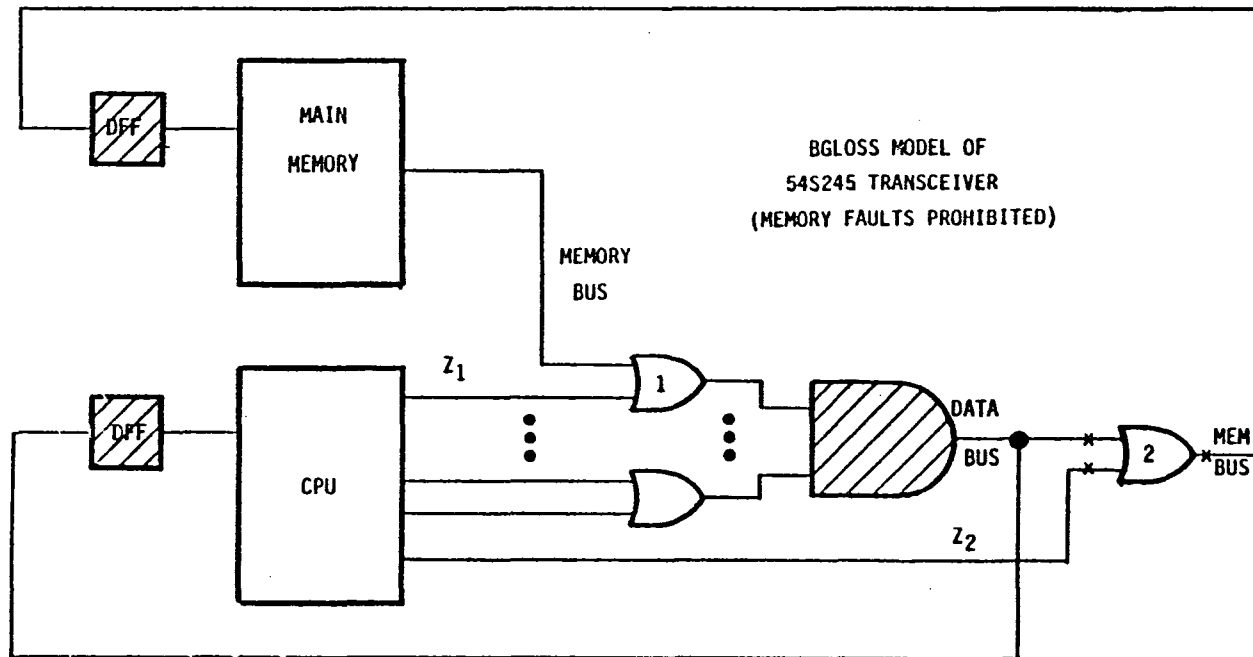 MAIN
MEMORY
DFF
BGLOSS MODEL OF
54S245 TRANSCEIVER
(MEMORY FAULTS PROHIBITED)
MEMORY
BUS
Z1
1
DFF
CPU
DATA
BUS
2
MEM
BUS
Z2